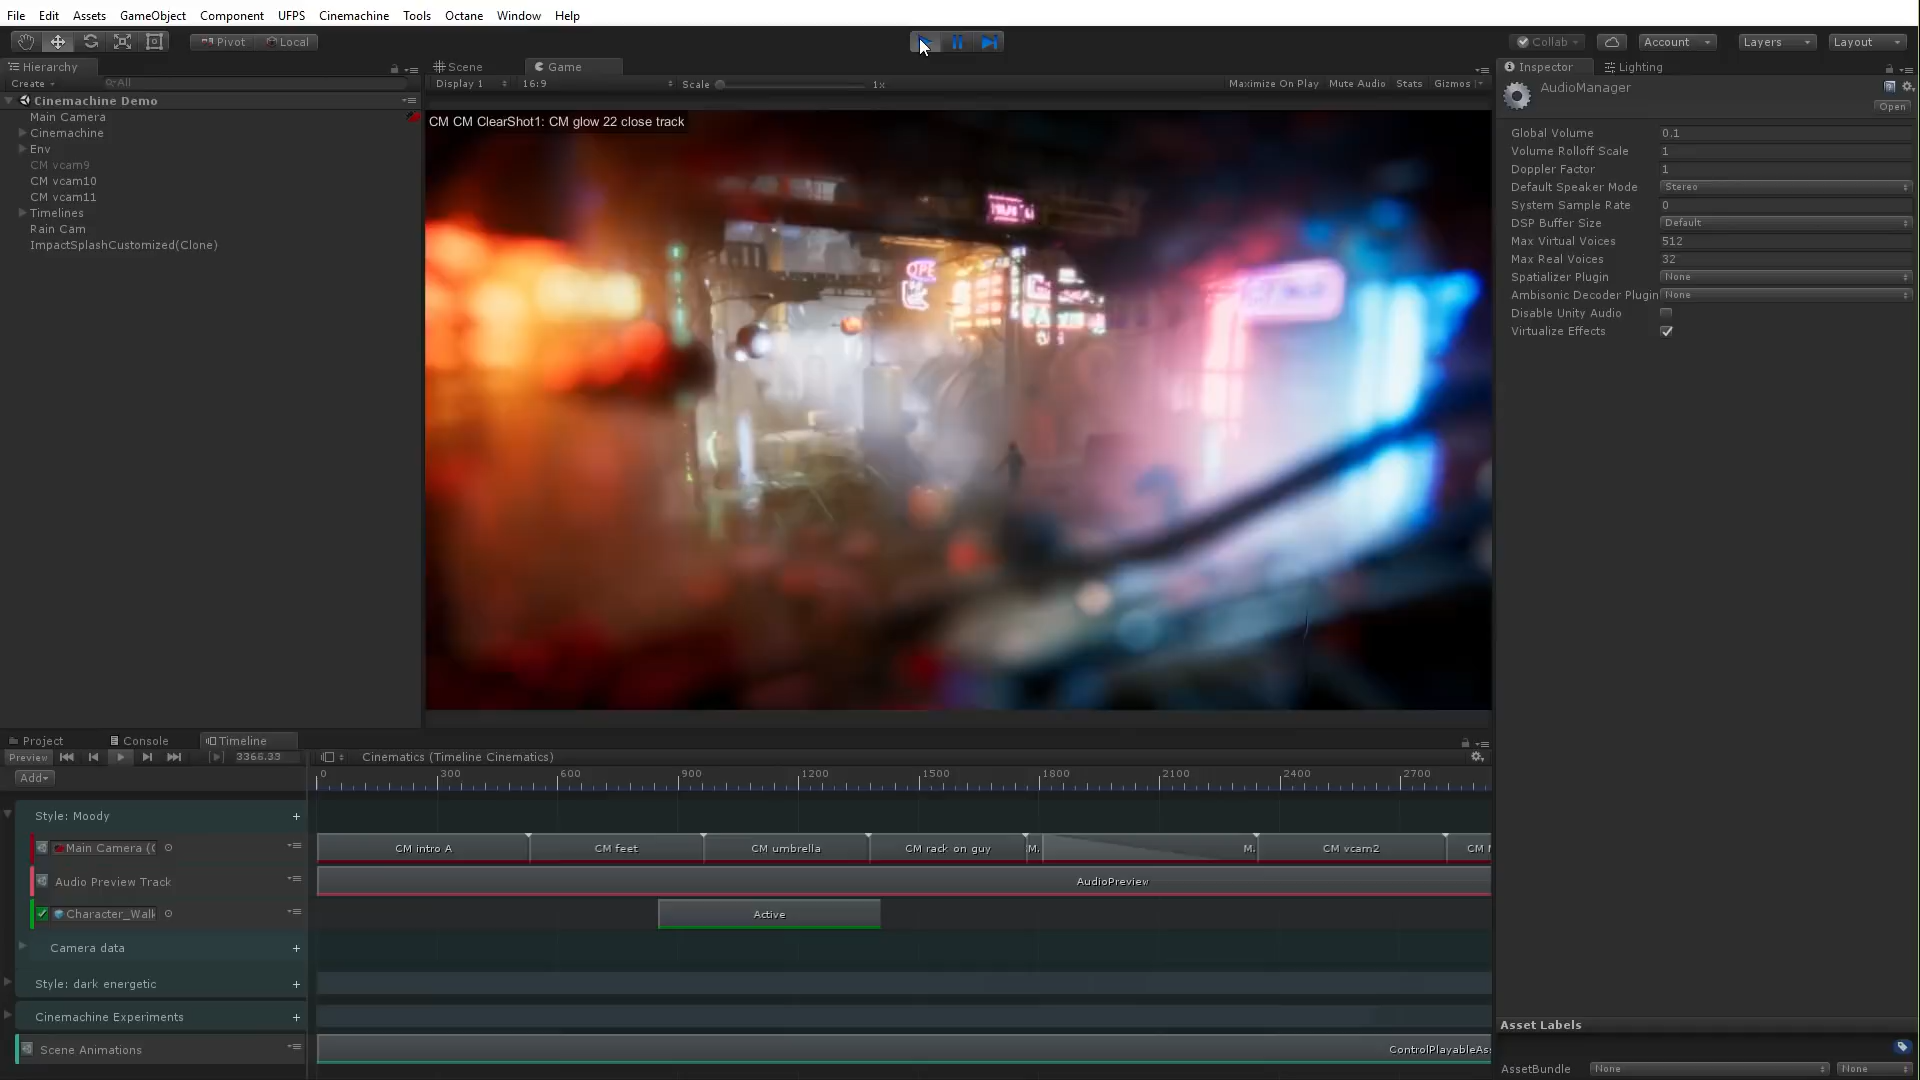 File Edit Assets GameObject Component UFPS Cinemachine Tools Octane Window Help
Pivot Local Collab Account Layers Layout
Hierarchy Scene Game Inspector Lighting
Create All Display 1 16:9 Scale 1x Maximize On Play Mute Audio Stats Gizmos AudioManager
Open
Cinemachine Demo
Main Camera
Cinemachine
Env
CM vcam9
CM vcam10
CM vcam11
Timelines
Rain Cam
ImpactSplashCustomized(Clone)
CM CM ClearShot1: CM glow 22 close track
OPE
Global Volume 0.1
Volume Rolloff Scale 1
Doppler Factor 1
Default Speaker Mode Stereo
System Sample Rate 0
DSP Buffer Size Default
Max Virtual Voices 512
Max Real Voices 32
Spatializer Plugin None
Ambisonic Decoder Plugin None
Disable Unity Audio
Virtualize Effects
Project Console Timeline
Preview 3366.23 Cinematics (Timeline Cinematics)
Add 0 300 600 900 1200 1500 1800 2100 2400 2700
Style: Moody
Main Camera (C CM intro A CM feet CM umbrella CM rack on guy M. M. CM vcam2 CM
Audio Preview Track AudioPreview
Character_Walk Active
Camera data
Style: dark energetic
Cinemachine Experiments
Scene Animations ControlPlayableAss
Asset Labels
AssetBundle None None